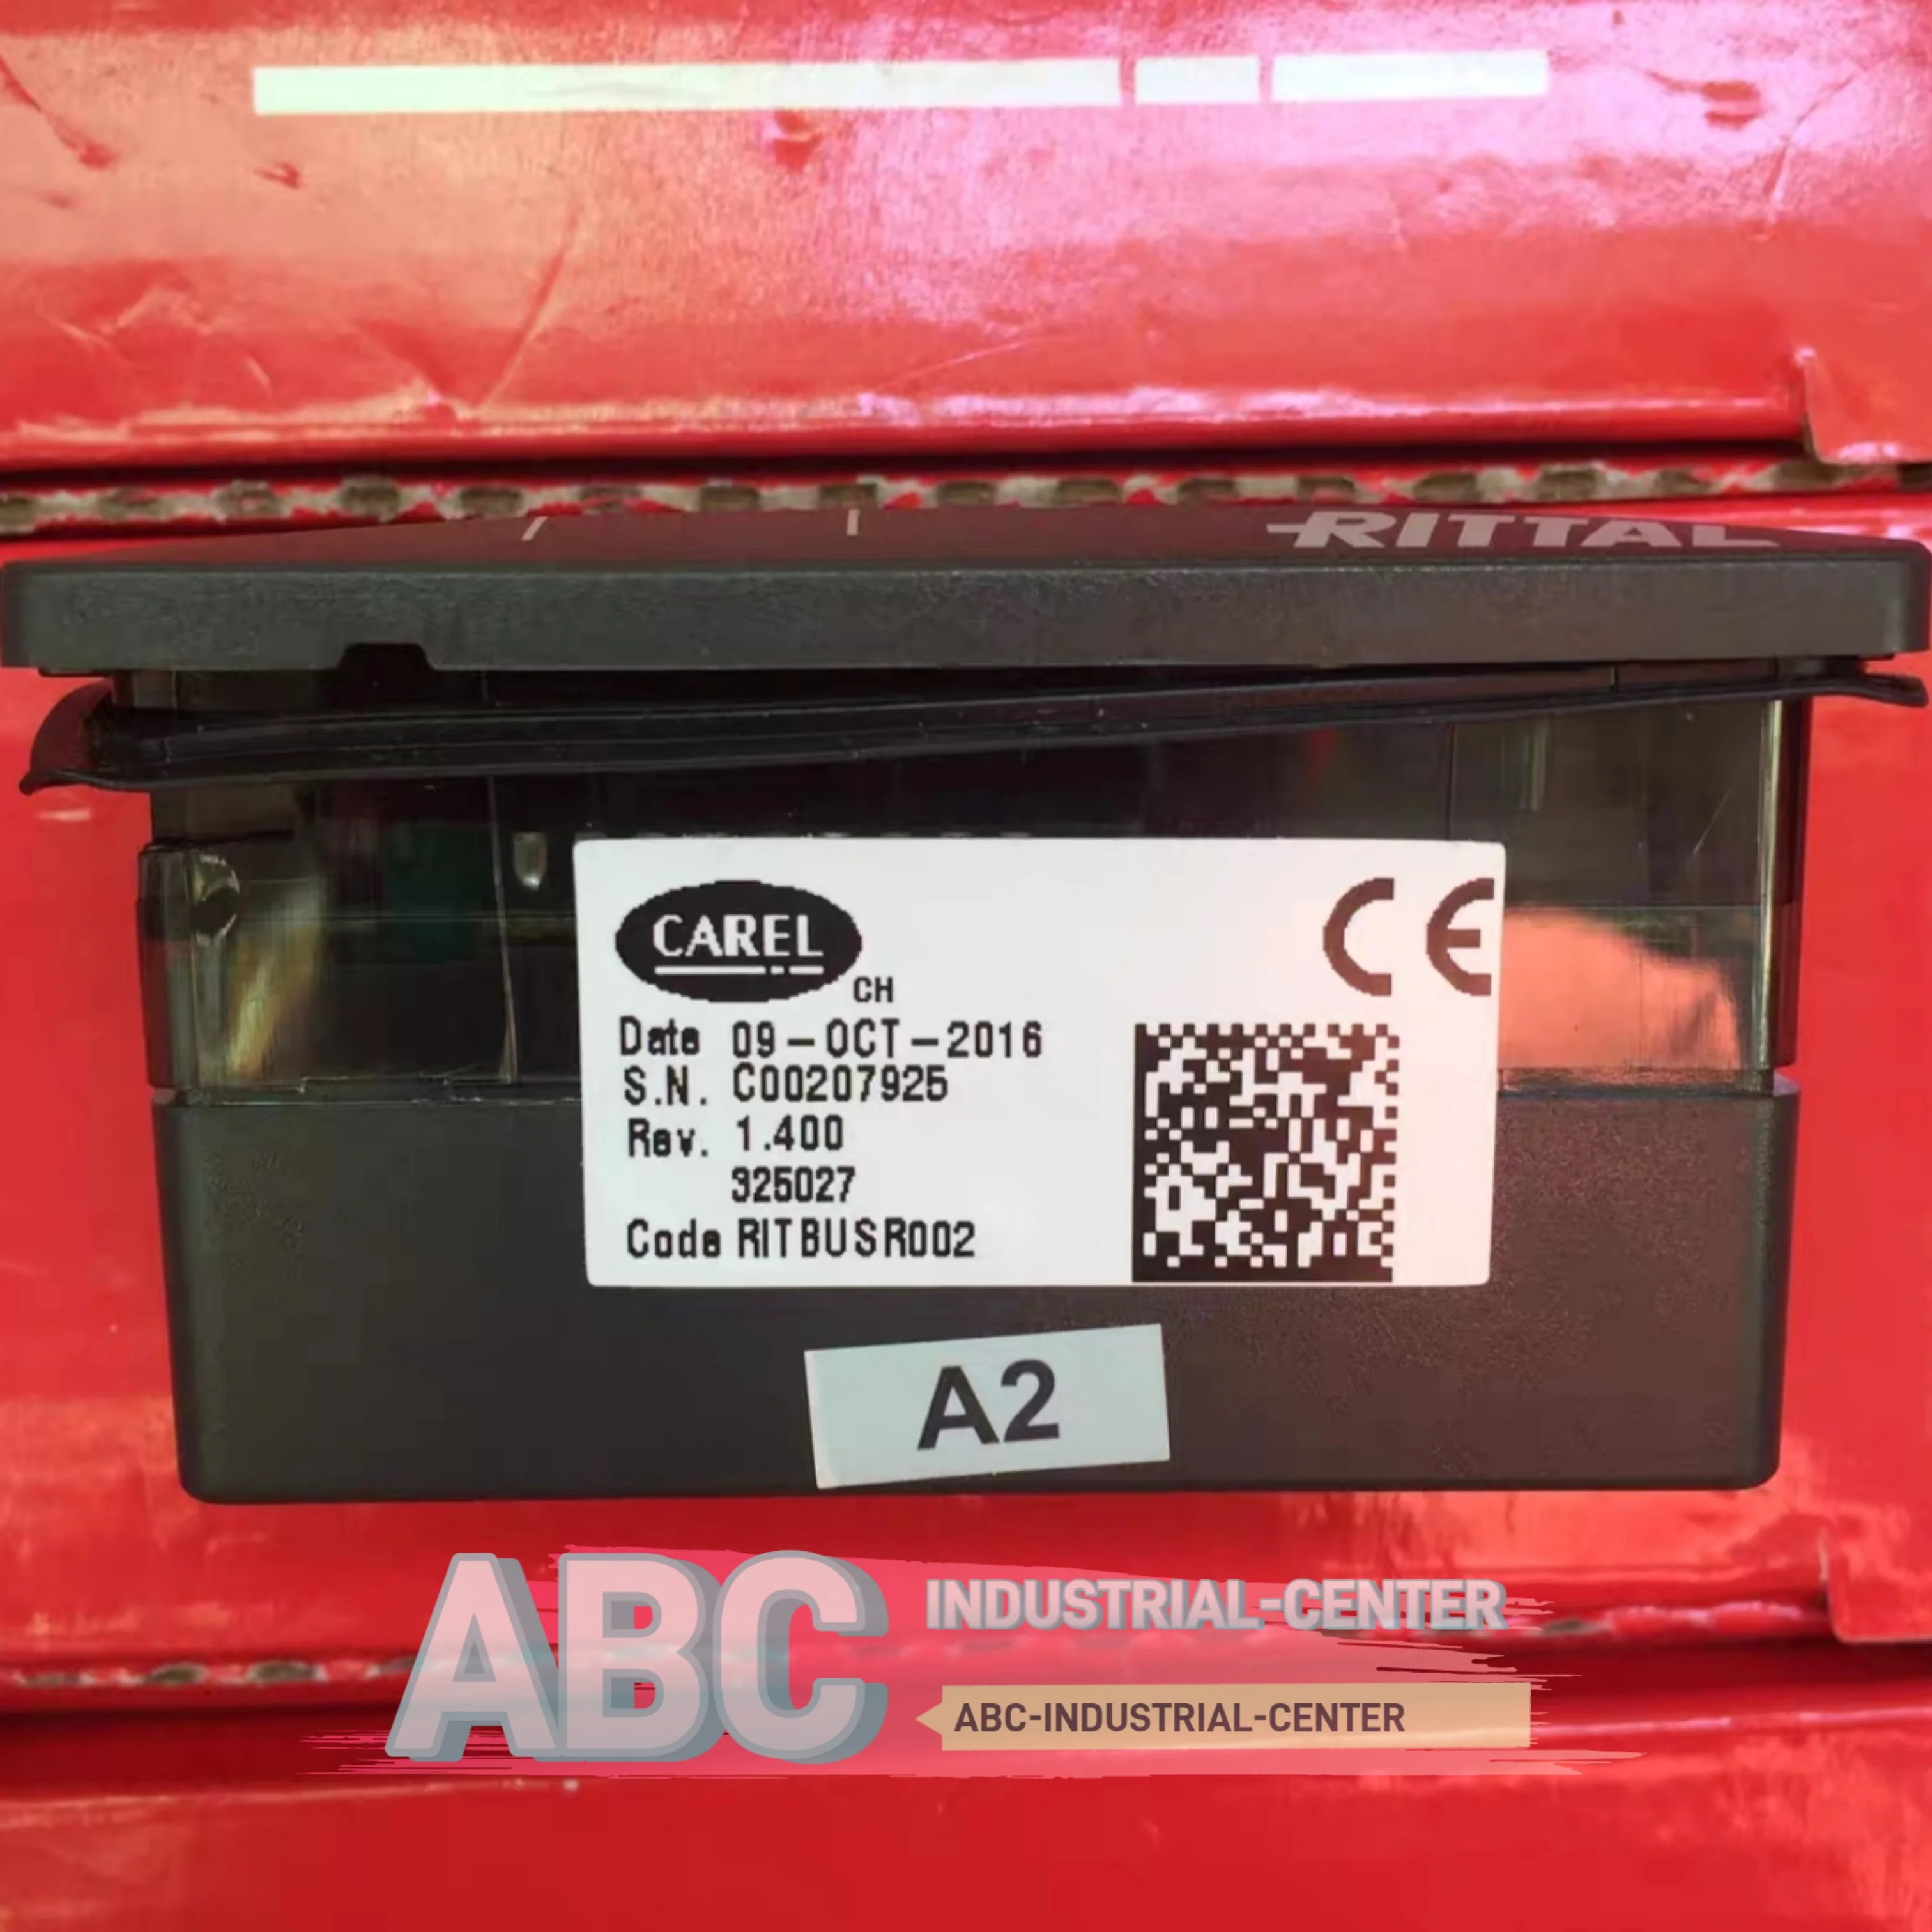 RITTAL
CAREL
CH
CE
Date 09-OCT-2016
S.N. C00207925
Rev. 1.400
325027
Code RITBUSR002
A2
ABC
INDUSTRIAL-CENTER
ABC-INDUSTRIAL-CENTER